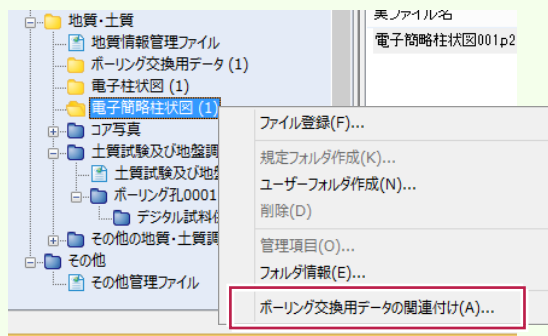 地質・土質
地質情報管理ファイル
ボーリング交換用データ (1)
電子柱状図 (1)
電子簡略柱状図 (1)
コア写真
土質試験及び地盤調
土質試験及び地
ボーリング孔0001
デジタル試料
その他の地質・土質調
その他
その他管理ファイル
実ファイル名
電子簡略柱状図001p2
ファイル登録(F)...
規定フォルダ作成(K)...
ユーザーフォルダ作成(N)...
削除(D)
管理項目(O)...
フォルダ情報(E)...
ボーリング交換用データの関連付け(A)...